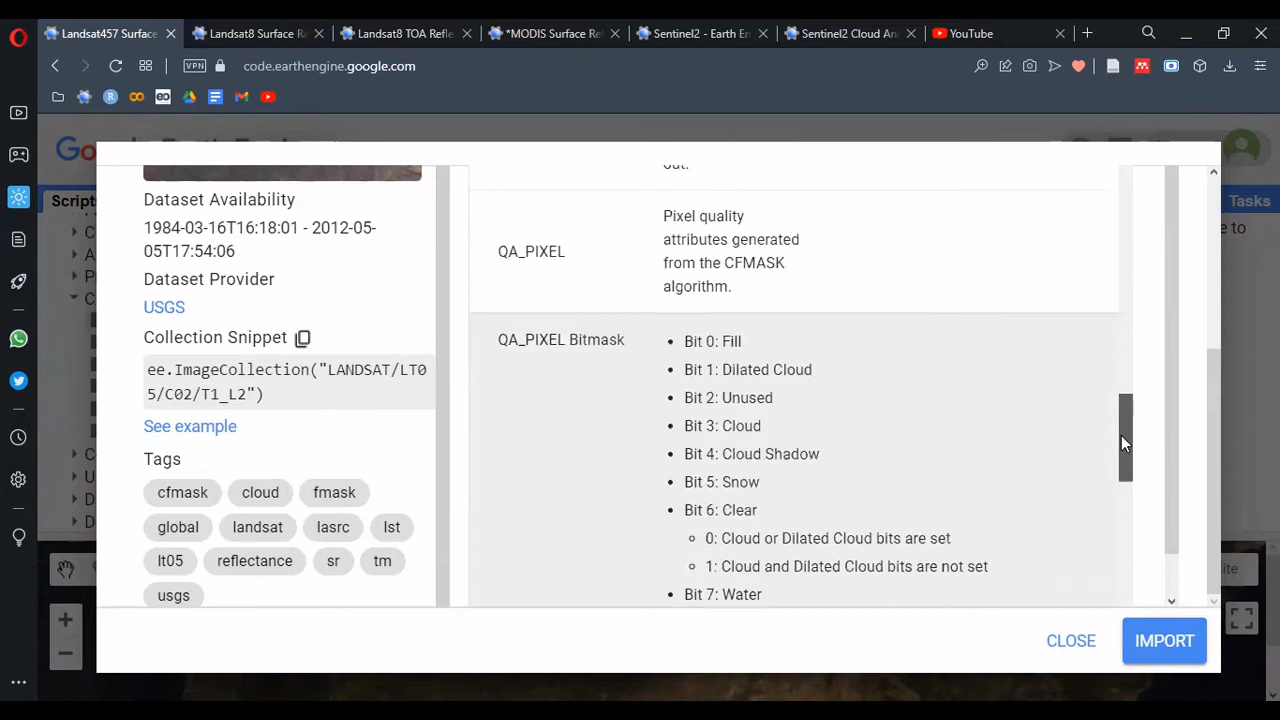 Landsat457 Surface
Landsat8 Surface Re
Landsat8 TOA Refle
*MODIS Surface Ref
Sentinel2 - Earth En
Sentinel2 Cloud And
YouTube
VPN
code.earthengine.google.com
Scripts
Tasks
Dataset Availability
1984-03-16T16:18:01 - 2012-05-
05T17:54:06
Dataset Provider
USGS
Collection Snippet
ee.ImageCollection("LANDSAT/LT0
5/C02/T1_L2")
See example
Tags
cfmask cloud fmask
global landsat lasrc lst
lt05 reflectance sr tm
usgs
QA_PIXEL
Pixel quality
attributes generated
from the CFMASK
algorithm.
QA_PIXEL Bitmask
• Bit 0: Fill
• Bit 1: Dilated Cloud
• Bit 2: Unused
• Bit 3: Cloud
• Bit 4: Cloud Shadow
• Bit 5: Snow
• Bit 6: Clear
◦ 0: Cloud or Dilated Cloud bits are set
◦ 1: Cloud and Dilated Cloud bits are not set
• Bit 7: Water
CLOSE
IMPORT